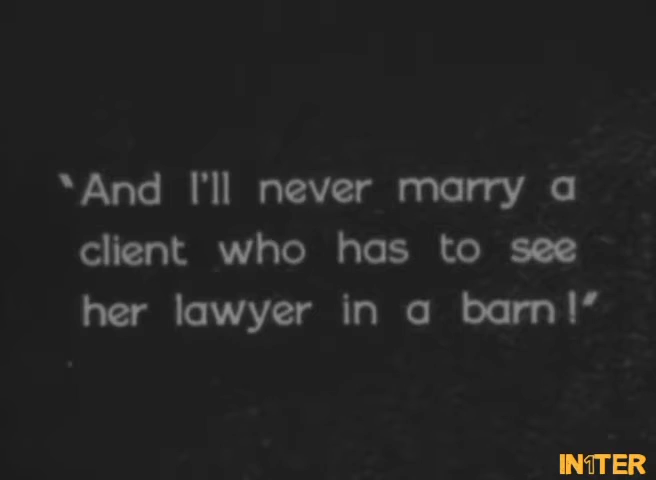 “And I'll never marry a
client who has to see
her lawyer in a barn!”
IN1TER